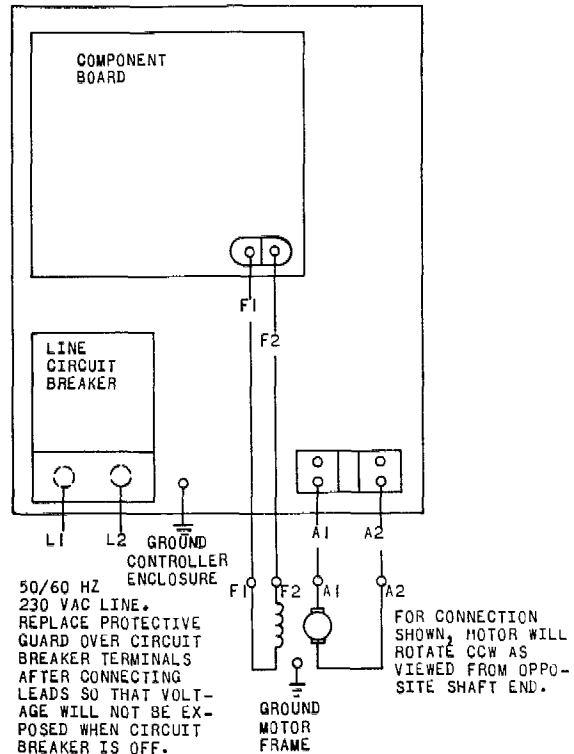 COMPONENT
BOARD
F1
F2
LINE
CIRCUIT
BREAKER
L1
L2
GROUND
CONTROLLER
ENCLOSURE
A1
A2
F1
F2
A1
A2
50/60 HZ
230 VAC LINE.
REPLACE PROTECTIVE
GUARD OVER CIRCUIT
BREAKER TERMINALS
AFTER CONNECTING
LEADS SO THAT VOLT-
AGE WILL NOT BE EX-
POSED WHEN CIRCUIT
BREAKER IS OFF.
GROUND
MOTOR
FRAME
FOR CONNECTION
SHOWN, MOTOR WILL
ROTATE CCW AS
VIEWED FROM OPPO-
SITE SHAFT END.